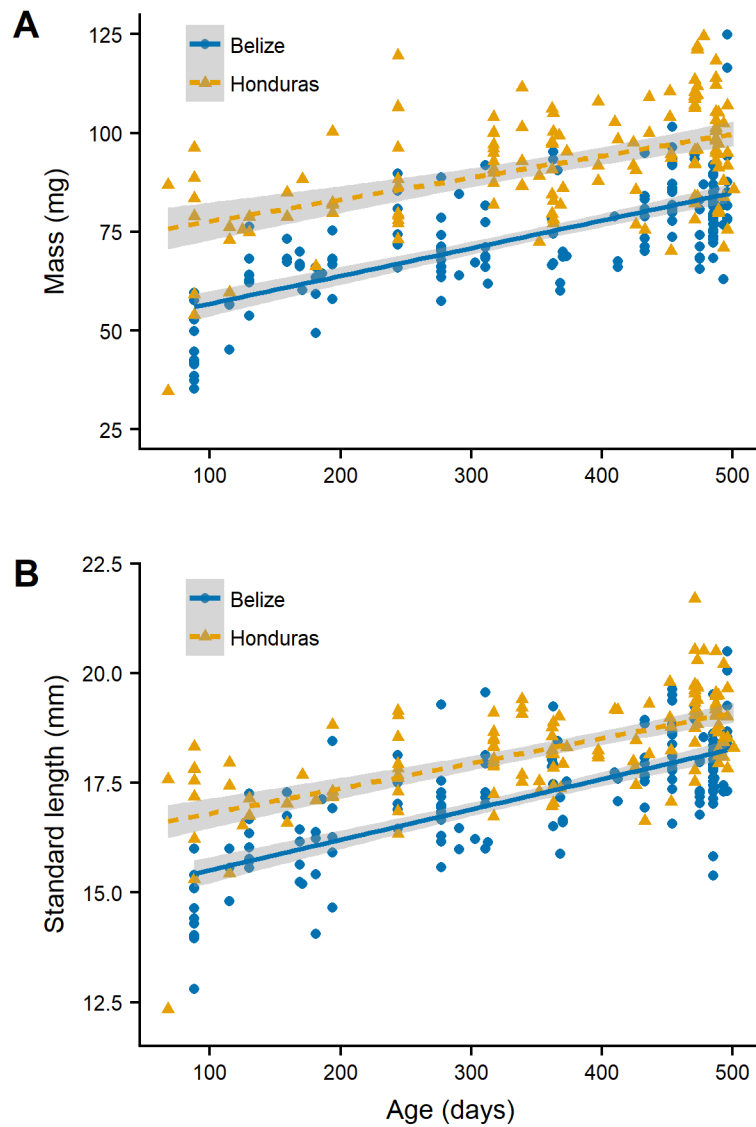 A
125
100
75
50
25
Mass (mg)
Belize
Honduras
100 200 300 400 500
B
22.5
20.0
17.5
15.0
12.5
Standard length (mm)
Belize
Honduras
100 200 300 400 500
Age (days)